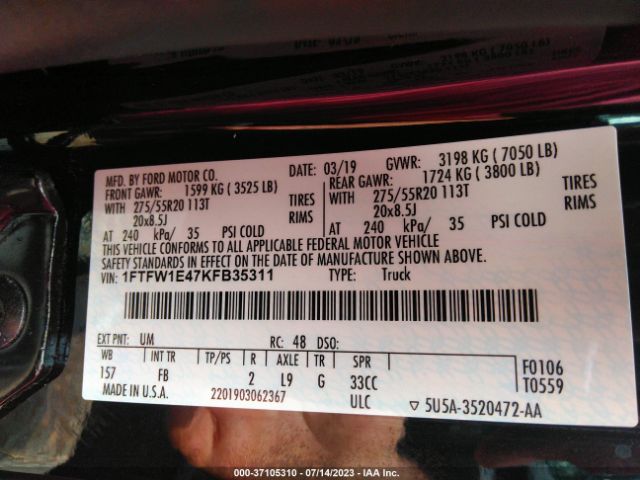 MFD. BY FORD MOTOR CO.
DATE: 03/19 GVWR: 3198 KG ( 7050 LB)
FRONT GAWR: 1599 KG ( 3525 LB)
REAR GAWR: 1724 KG ( 3800 LB)
WITH 275/55R20 113T TIRES
WITH 275/55R20 113T TIRES
20x8.5J RIMS
20x8.5J RIMS
AT 240 kPa/ 35 PSI COLD
AT 240 kPa/ 35 PSI COLD
THIS VEHICLE CONFORMS TO ALL APPLICABLE FEDERAL MOTOR VEHICLE
SAFETY STANDARDS IN EFFECT ON THE DATE OF MANUFACTURE SHOWN ABOVE.
VIN: 1FTFW1E47KFB35311 TYPE: Truck
EXT PNT: UM RC: 48 DSO:
WB INT TR TP/PS R AXLE TR SPR
157 FB 2 L9 G 33CC
F0106
T0559
MADE IN U.S.A. 2201903062367 ULC ▽ 5U5A-3520472-AA
000-37105310 - 07/14/2023 - IAA Inc.